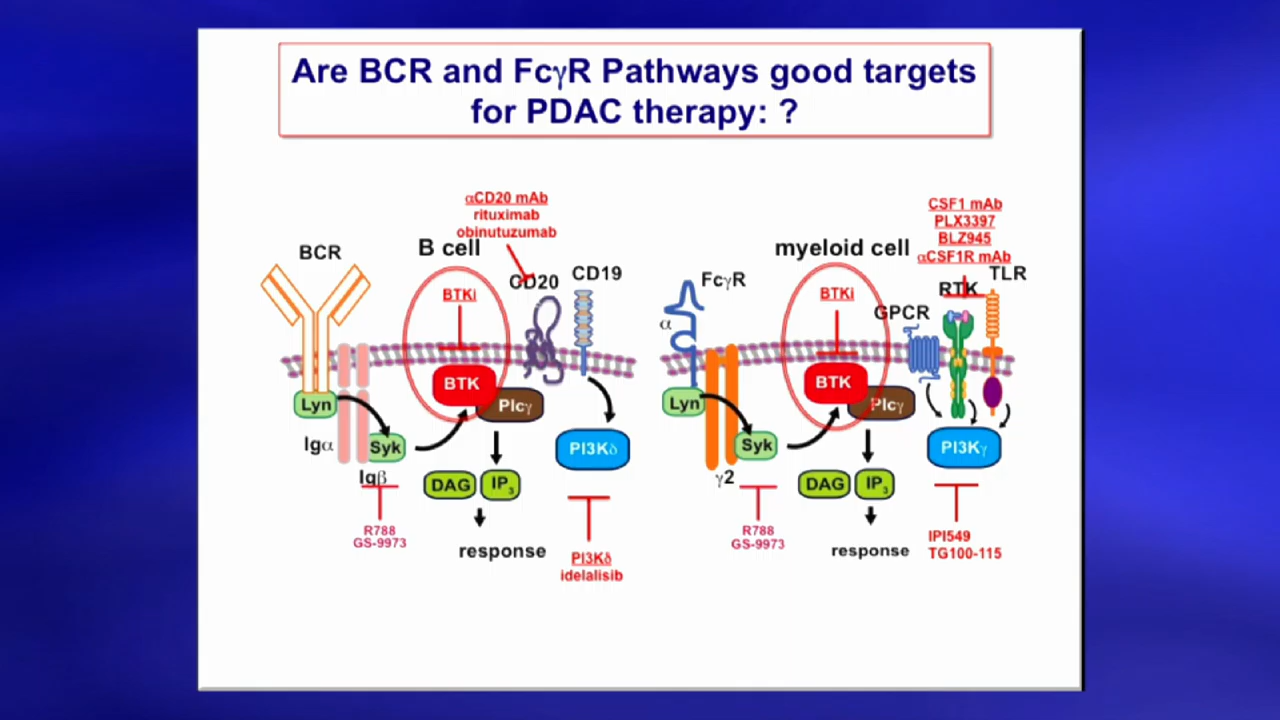 Are BCR and FcγR Pathways good targets
for PDAC therapy: ?
αCD20 mAb
rituximab
obinutuzumab
BCR
B cell
BTKi
CD20
CD19
BTK
Lyn
Plcγ
Igα
Syk
PI3Kδ
Igβ
DAG
IP3
R788
GS-9973
response
PI3Kδ
idelalisib
CSF1 mAb
PLX3397
BLZ945
αCSF1R mAb
myeloid cell
FcγR
TLR
BTKi
RTK
GPCR
α
BTK
Lyn
Plcγ
Syk
PI3Kγ
γ2
DAG
IP3
R788
GS-9973
response
IPI549
TG100-115